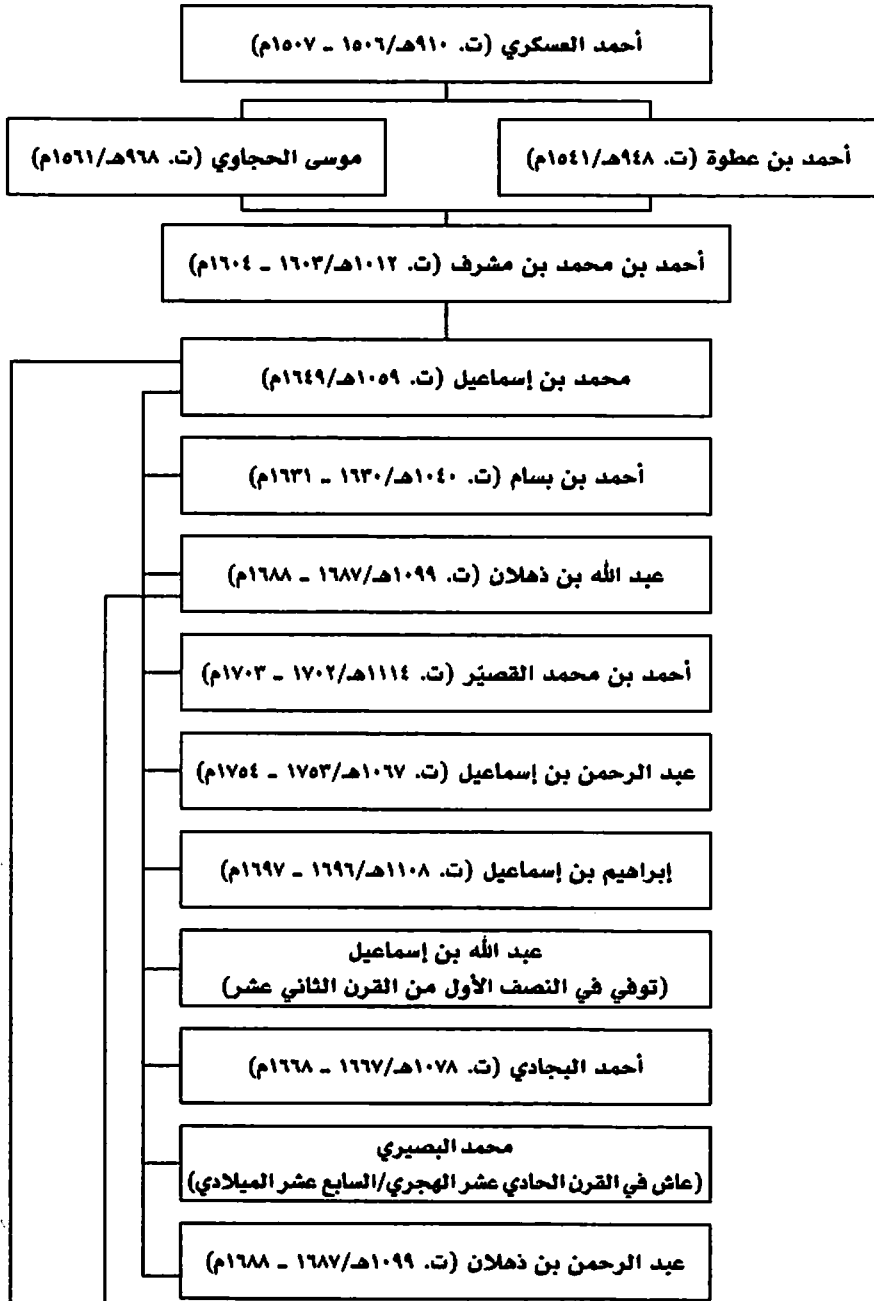 أحمد العسكري (ت. ٩١٠هـ/١٥٠٦ ـ ١٥٠٧م)
أحمد بن عطوة (ت. ٩٤٨هـ/١٥٤١م)
موسى الحجاوي (ت. ٩٦٨هـ/١٥٦١م)
أحمد بن محمد بن مشرف (ت. ١٠١٢هـ/١٦٠٣ ـ ١٦٠٤م)
محمد بن إسماعيل (ت. ١٠٥٩هـ/١٦٤٩م)
أحمد بن بسام (ت. ١٠٤٠هـ/١٦٣٠ ـ ١٦٣١م)
عبد الله بن ذهلان (ت. ١٠٩٩هـ/١٦٨٧ ـ ١٦٨٨م)
أحمد بن محمد القصيّر (ت. ١١١٤هـ/١٧٠٢ ـ ١٧٠٣م)
عبد الرحمن بن إسماعيل (ت. ١٠٦٧هـ/١٧٥٣ ـ ١٧٥٤م)
إبراهيم بن إسماعيل (ت. ١١٠٨هـ/١٦٩٦ ـ ١٦٩٧م)
عبد الله بن إسماعيل
(توفي في النصف الأول من القرن الثاني عشر)
أحمد البجادي (ت. ١٠٧٨هـ/١٦٦٧ ـ ١٦٦٨م)
محمد البصيري
(عاش في القرن الحادي عشر الهجري/السابع عشر الميلادي)
عبد الرحمن بن ذهلان (ت. ١٠٩٩هـ/١٦٨٧ ـ ١٦٨٨م)